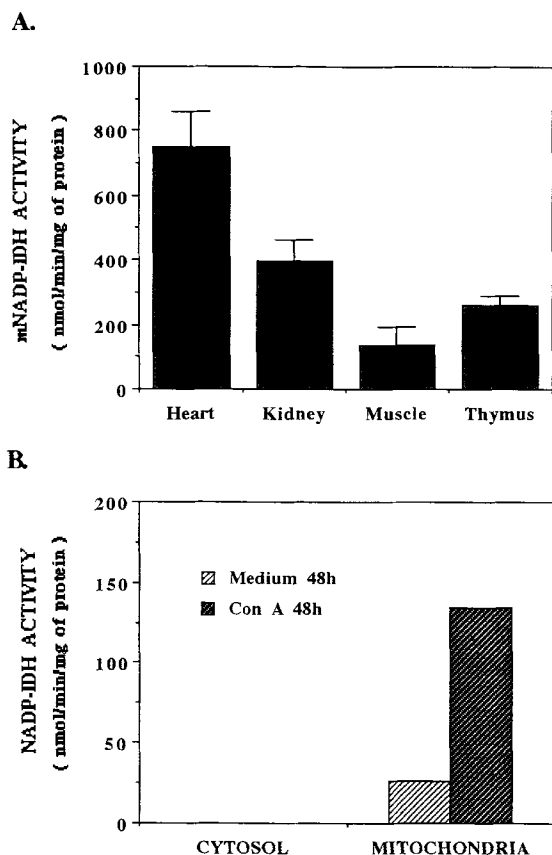 A.
mNADP-IDH ACTIVITY
( nmol/min/mg of protein )
1000
800
600
400
200
0
Heart Kidney Muscle Thymus
B.
NADP-IDH ACTIVITY
( nmol/min/mg of protein )
200
150
100
50
0
Medium 48h
Con A 48h
CYTOSOL MITOCHONDRIA